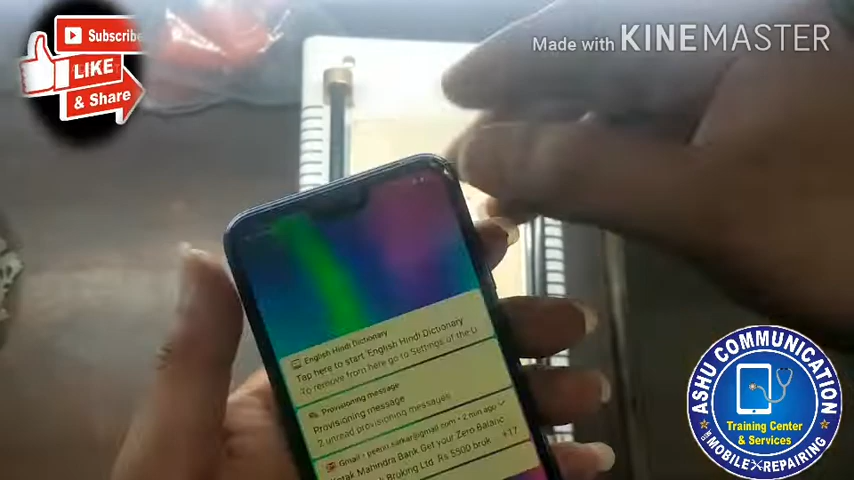 Subscribe
LIKE
& Share
Made with KINEMASTER
English Hindi Dictionary
Tap here to start English Hindi Dictionary
To remove from here go to Settings of the D
Provisioning message
Provisioning message
2 unread provisioning messages
Gmail • • 2 min ago
Kotak Mahindra Bank Get your Zero Balanc
Broking Ltd. Rs 5500 brok +17
ASHU COMMUNICATION
Training Center
& Services
MOBILE REPAIRING